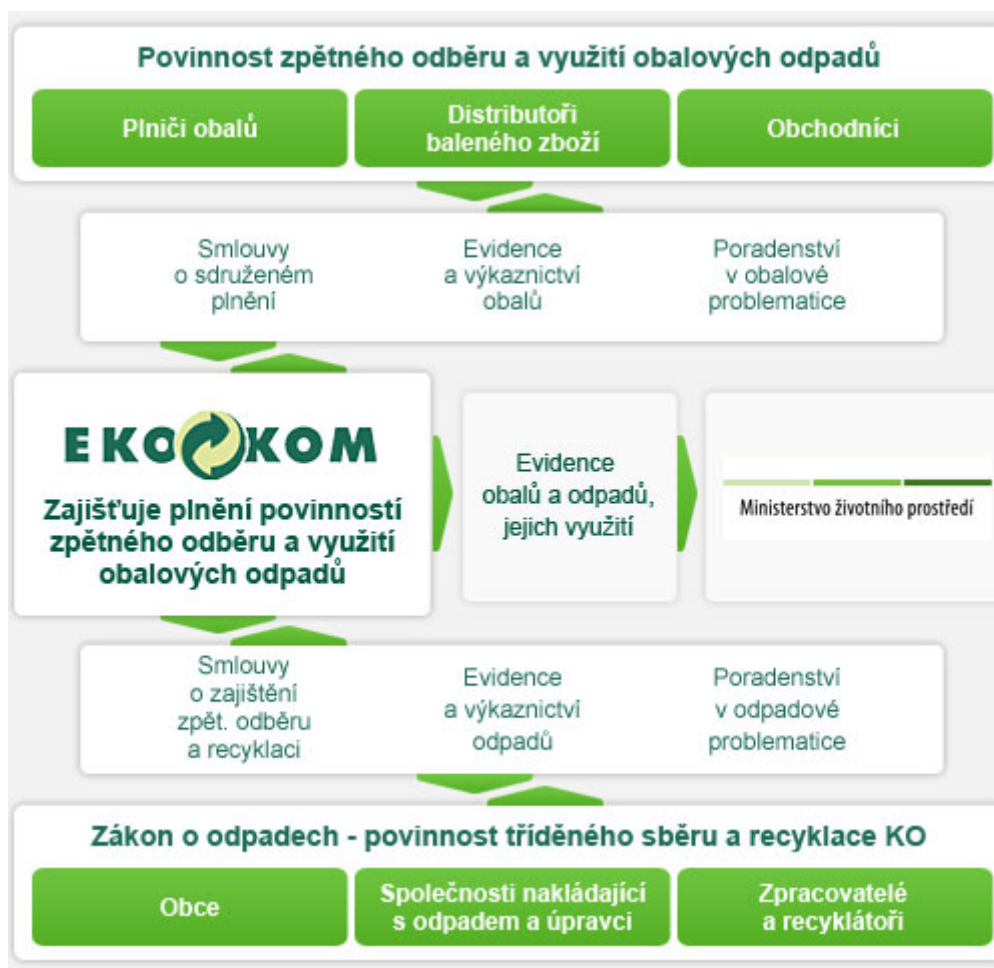 Povinnost zpětného odběru a využití obalových odpadů
Plniči obalů
Distributoři
baleného zboží
Obchodníci
Smlouvy
o sdruženém
plnění
Evidence
a výkaznictví
obalů
Poradenství
v obalové
problematice
EKO KOM
Zajišťuje plnění povinností
zpětného odběru a využití
obalových odpadů
Evidence
obalů a odpadů,
jejich využití
Ministerstvo životního prostředí
Smlouvy
o zajištění
zpět. odběru
a recyklaci
Evidence
a výkaznictví
odpadů
Poradenství
v odpadové
problematice
Zákon o odpadech - povinnost tříděného sběru a recyklace KO
Obce
Společnosti nakládající
s odpadem a úpravci
Zpracovatelé
a recyklátoři